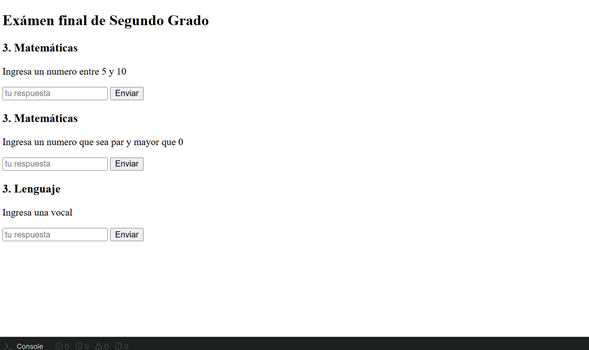 Exámen final de Segundo Grado
3. Matemáticas
Ingresa un numero entre 5 y 10
tu respuesta Enviar
3. Matemáticas
Ingresa un numero que sea par y mayor que 0
tu respuesta Enviar
3. Lenguaje
Ingresa una vocal
tu respuesta Enviar
Console 0 0 0 0